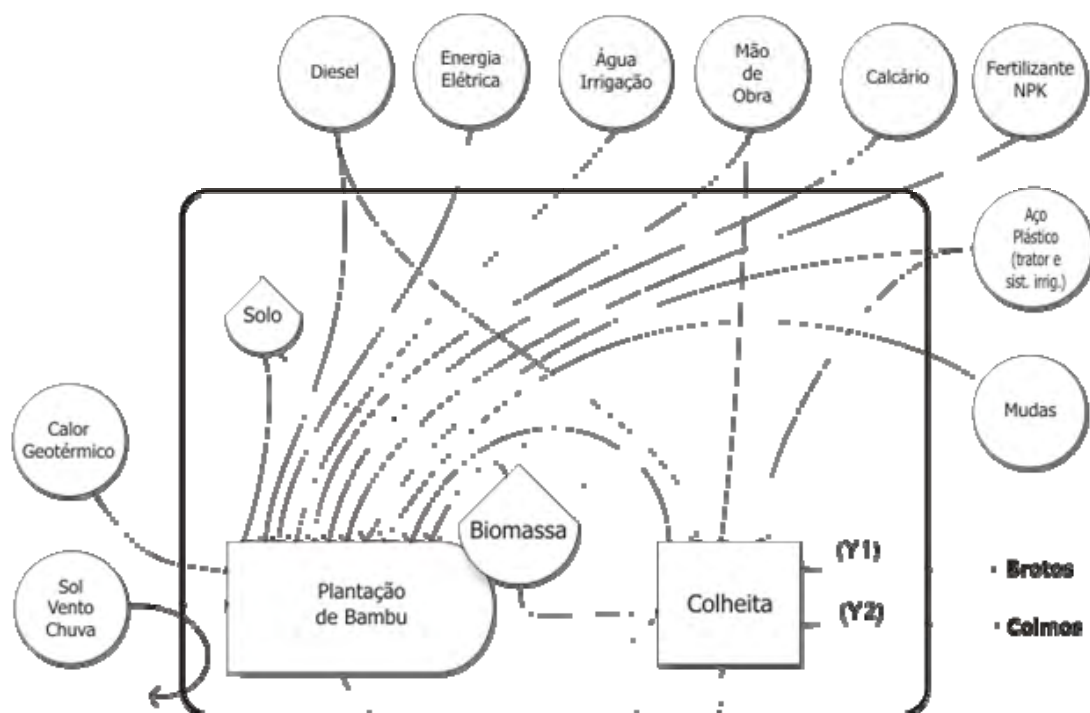 Diesel
Energia
Elétrica
Água
Irrigação
Mão
de
Obra
Calcário
Fertilizante
NPK
Aço
Plástico
(trator e
sist. irrig.)
Solo
Mudas
Calor
Geotérmico
Biomassa
Sol
Vento
Chuva
Plantação
de Bambu
Colheita
(Y1)
(Y2)
Brotos
Colmos